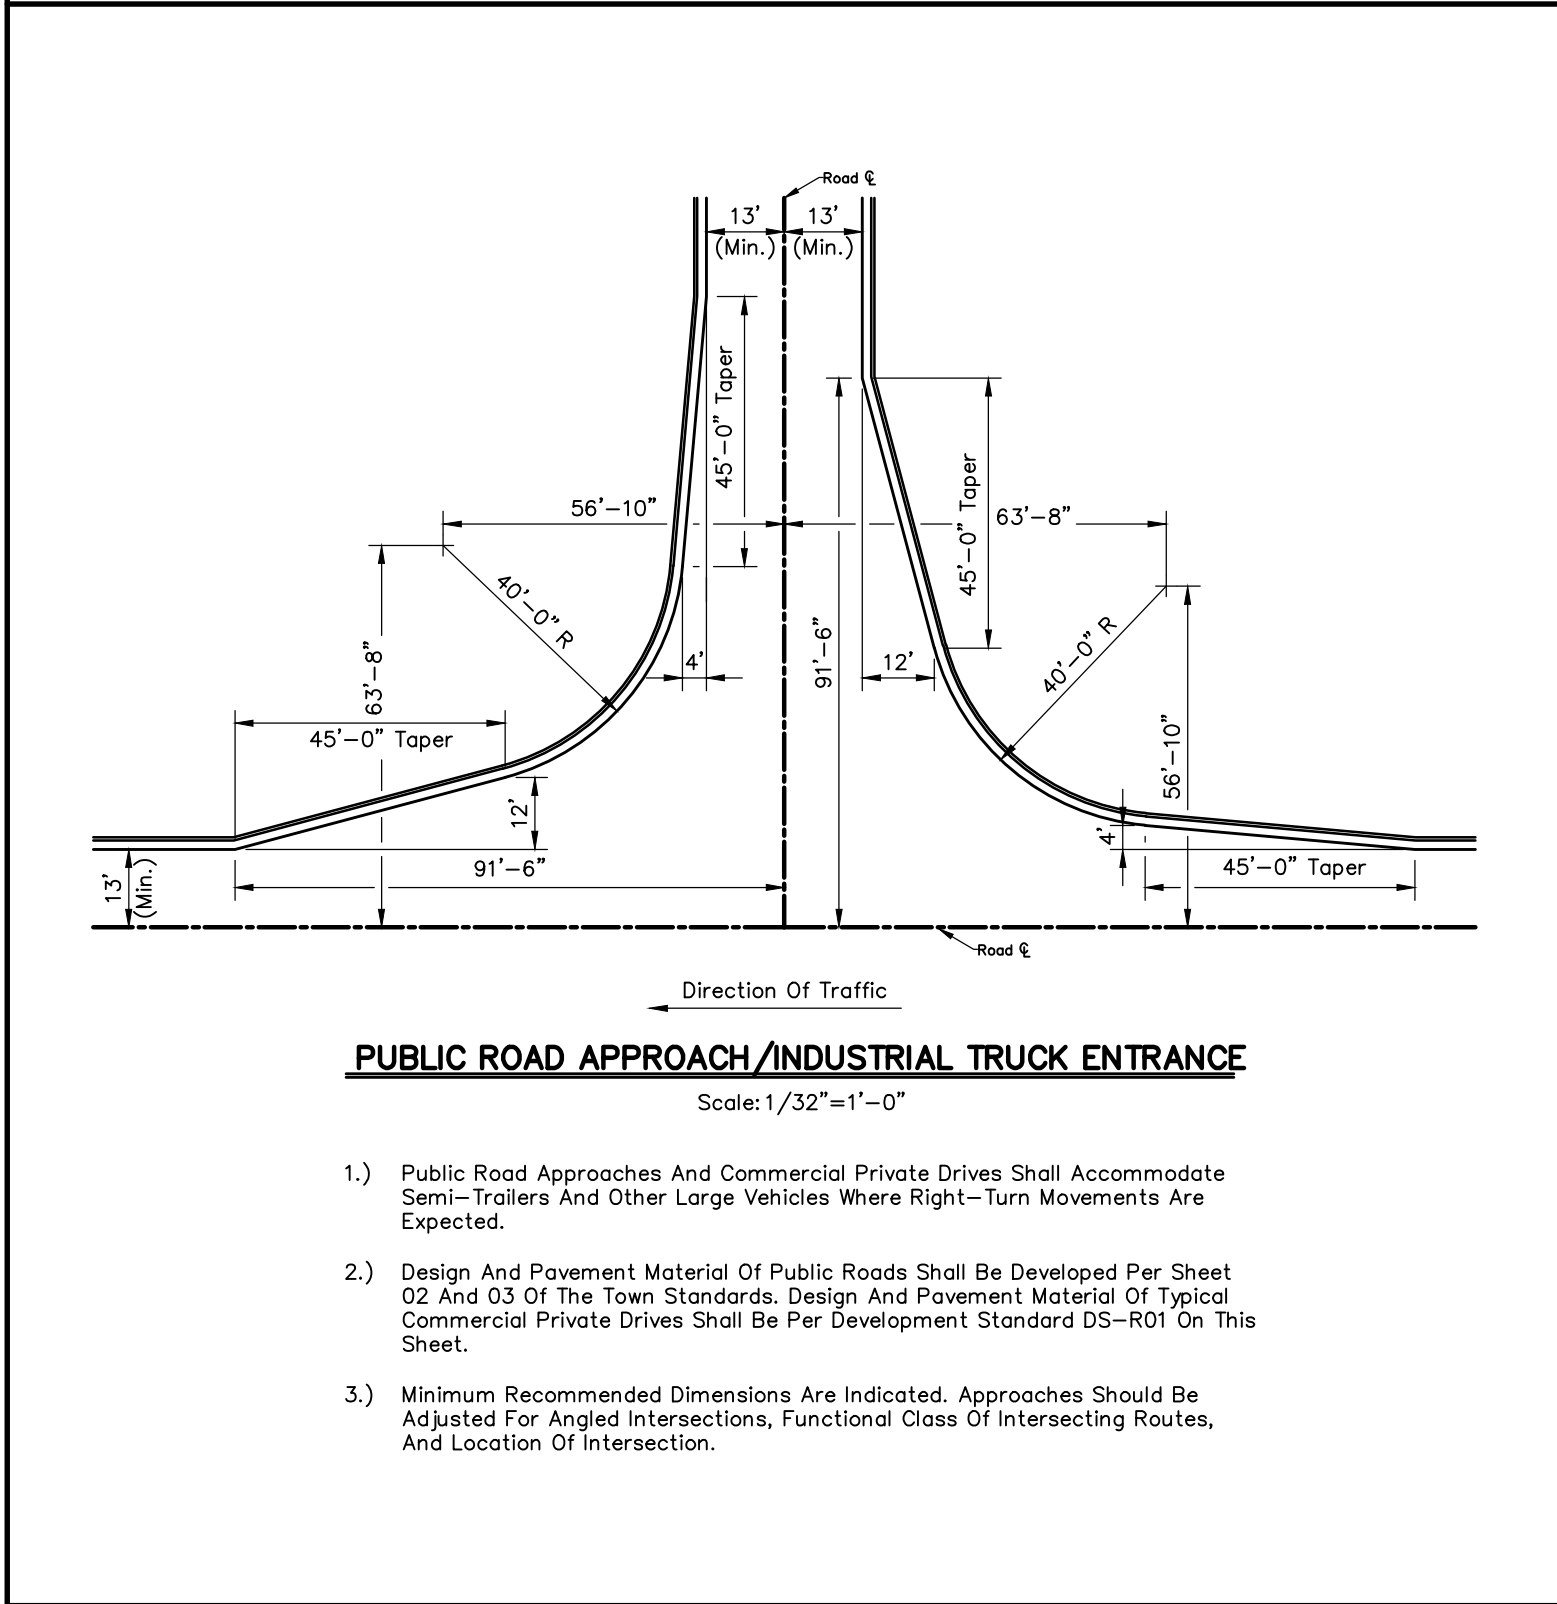 Road ℄
13’ 13’
(Min.) (Min.)
45’-0” Taper
56’-10”
63’-8”
45’-0” Taper
40’-0” R
40’-0” R
91’-6”
63’-8”
4’
12’
45’-0” Taper
56’-10”
12’
4’
91’-6”
45’-0” Taper
13’
(Min.)
Road ℄
Direction Of Traffic
PUBLIC ROAD APPROACH/INDUSTRIAL TRUCK ENTRANCE
Scale: 1/32”=1’-0”
1.) Public Road Approaches And Commercial Private Drives Shall Accommodate
Semi-Trailers And Other Large Vehicles Where Right-Turn Movements Are
Expected.
2.) Design And Pavement Material Of Public Roads Shall Be Developed Per Sheet
02 And 03 Of The Town Standards. Design And Pavement Material Of Typical
Commercial Private Drives Shall Be Per Development Standard DS-R01 On This
Sheet.
3.) Minimum Recommended Dimensions Are Indicated. Approaches Should Be
Adjusted For Angled Intersections, Functional Class Of Intersecting Routes,
And Location Of Intersection.